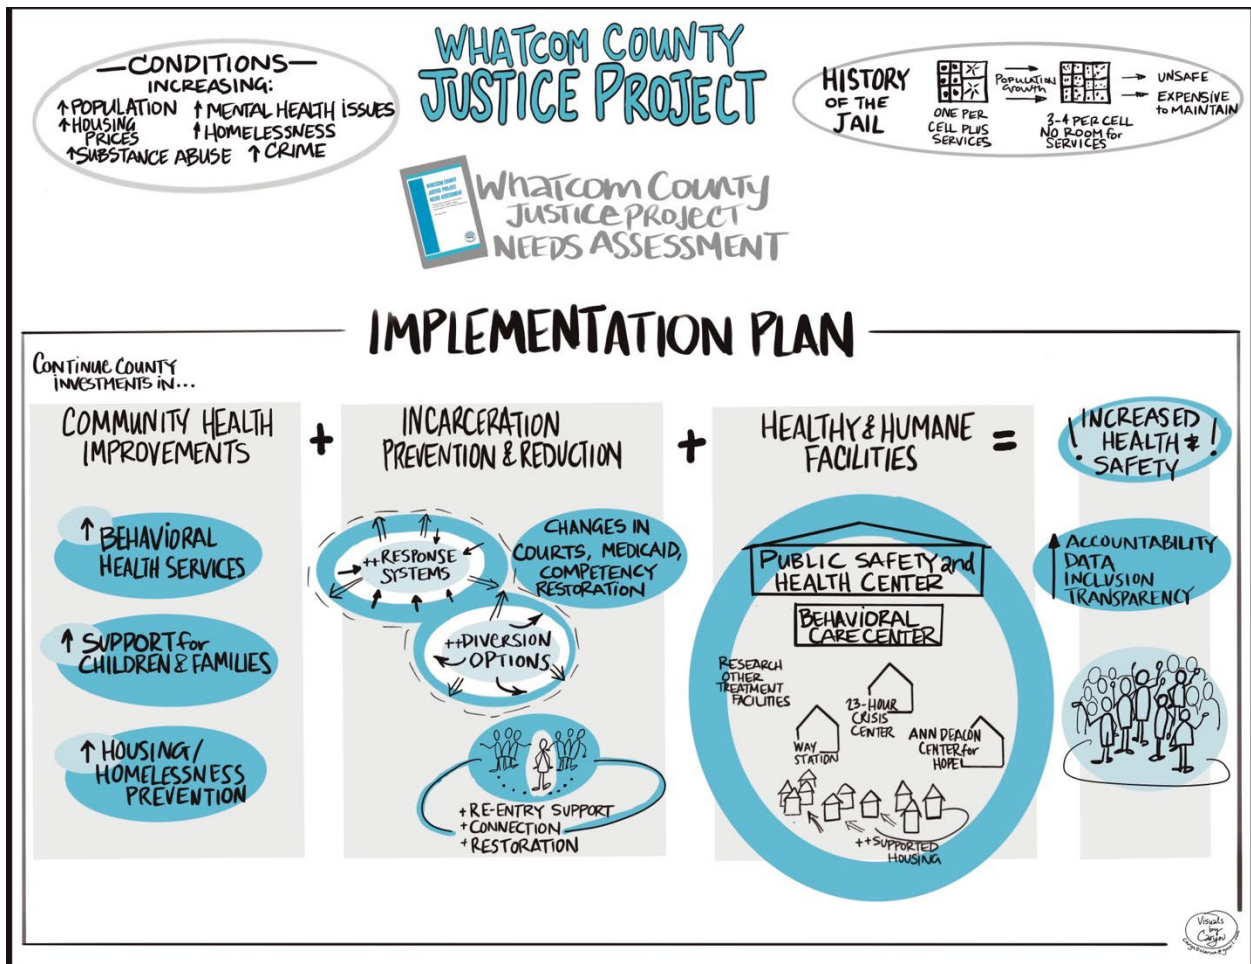 —CONDITIONS—
INCREASING:
↑POPULATION ↑MENTAL HEALTH ISSUES
↑HOUSING PRICES ↑HOMELESSNESS
↑SUBSTANCE ABUSE ↑CRIME
WHATCOM COUNTY
JUSTICE PROJECT
HISTORY
OF THE
JAIL
ONE PER
CELL PLUS
SERVICES
POPULATION
Growth
3-4 PER CELL
NO ROOM for
SERVICES
UNSAFE
EXPENSIVE
to MAINTAIN
WHATCOM COUNTY
JUSTICE PROJECT
NEEDS ASSESSMENT
WHATCOM COUNTY
JUSTICE PROJECT
NEEDS ASSESSMENT
IMPLEMENTATION PLAN
CONTINUE COUNTY
INVESTMENTS IN...
COMMUNITY HEALTH
IMPROVEMENTS
↑ BEHAVIORAL
HEALTH SERVICES
↑ SUPPORT for
CHILDREN & FAMILIES
↑ HOUSING/
HOMELESSNESS
PREVENTION
+
INCARCERATION
PREVENTION & REDUCTION
++RESPONSE
SYSTEMS
CHANGES IN
COURTS, MEDICAID,
COMPETENCY
RESTORATION
++DIVERSION
OPTIONS
+RE-ENTRY SUPPORT
+CONNECTION
+RESTORATION
+
HEALTHY & HUMANE
FACILITIES
PUBLIC SAFETY and
HEALTH CENTER
BEHAVIORAL
CARE CENTER
RESEARCH
OTHER
TREATMENT
FACILITIES
23-HOUR
CRISIS
CENTER
WAY
STATION
ANN DEACON
CENTER for
HOPE
++SUPPORTED
HOUSING
=
! INCREASED
HEALTH &
SAFETY !
↑ ACCOUNTABILITY
DATA
INCLUSION
TRANSPARENCY
Visuals
by
Caryn